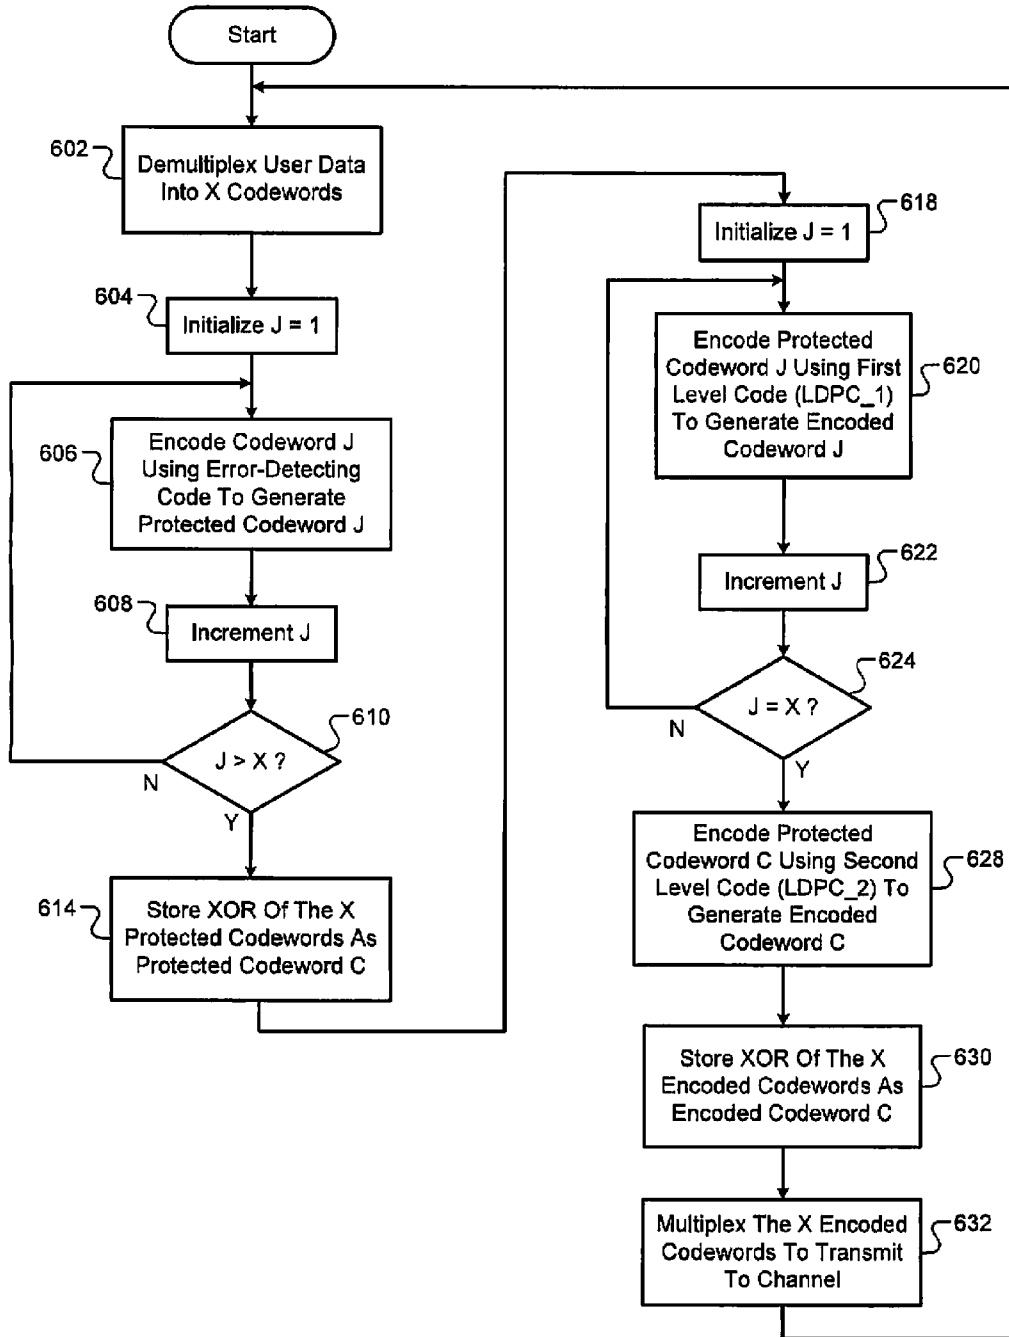 Start
602
Demultiplex User Data
Into X Codewords
604
Initialize J = 1
606
Encode Codeword J
Using Error-Detecting
Code To Generate
Protected Codeword J
608
Increment J
610
J > X ?
N
Y
614
Store XOR Of The X
Protected Codewords As
Protected Codeword C
618
Initialize J = 1
620
Encode Protected
Codeword J Using First
Level Code (LDPC_1)
To Generate Encoded
Codeword J
622
Increment J
624
J = X ?
N
Y
628
Encode Protected
Codeword C Using Second
Level Code (LDPC_2) To
Generate Encoded
Codeword C
630
Store XOR Of The X
Encoded Codewords As
Encoded Codeword C
632
Multiplex The X Encoded
Codewords To Transmit
To Channel